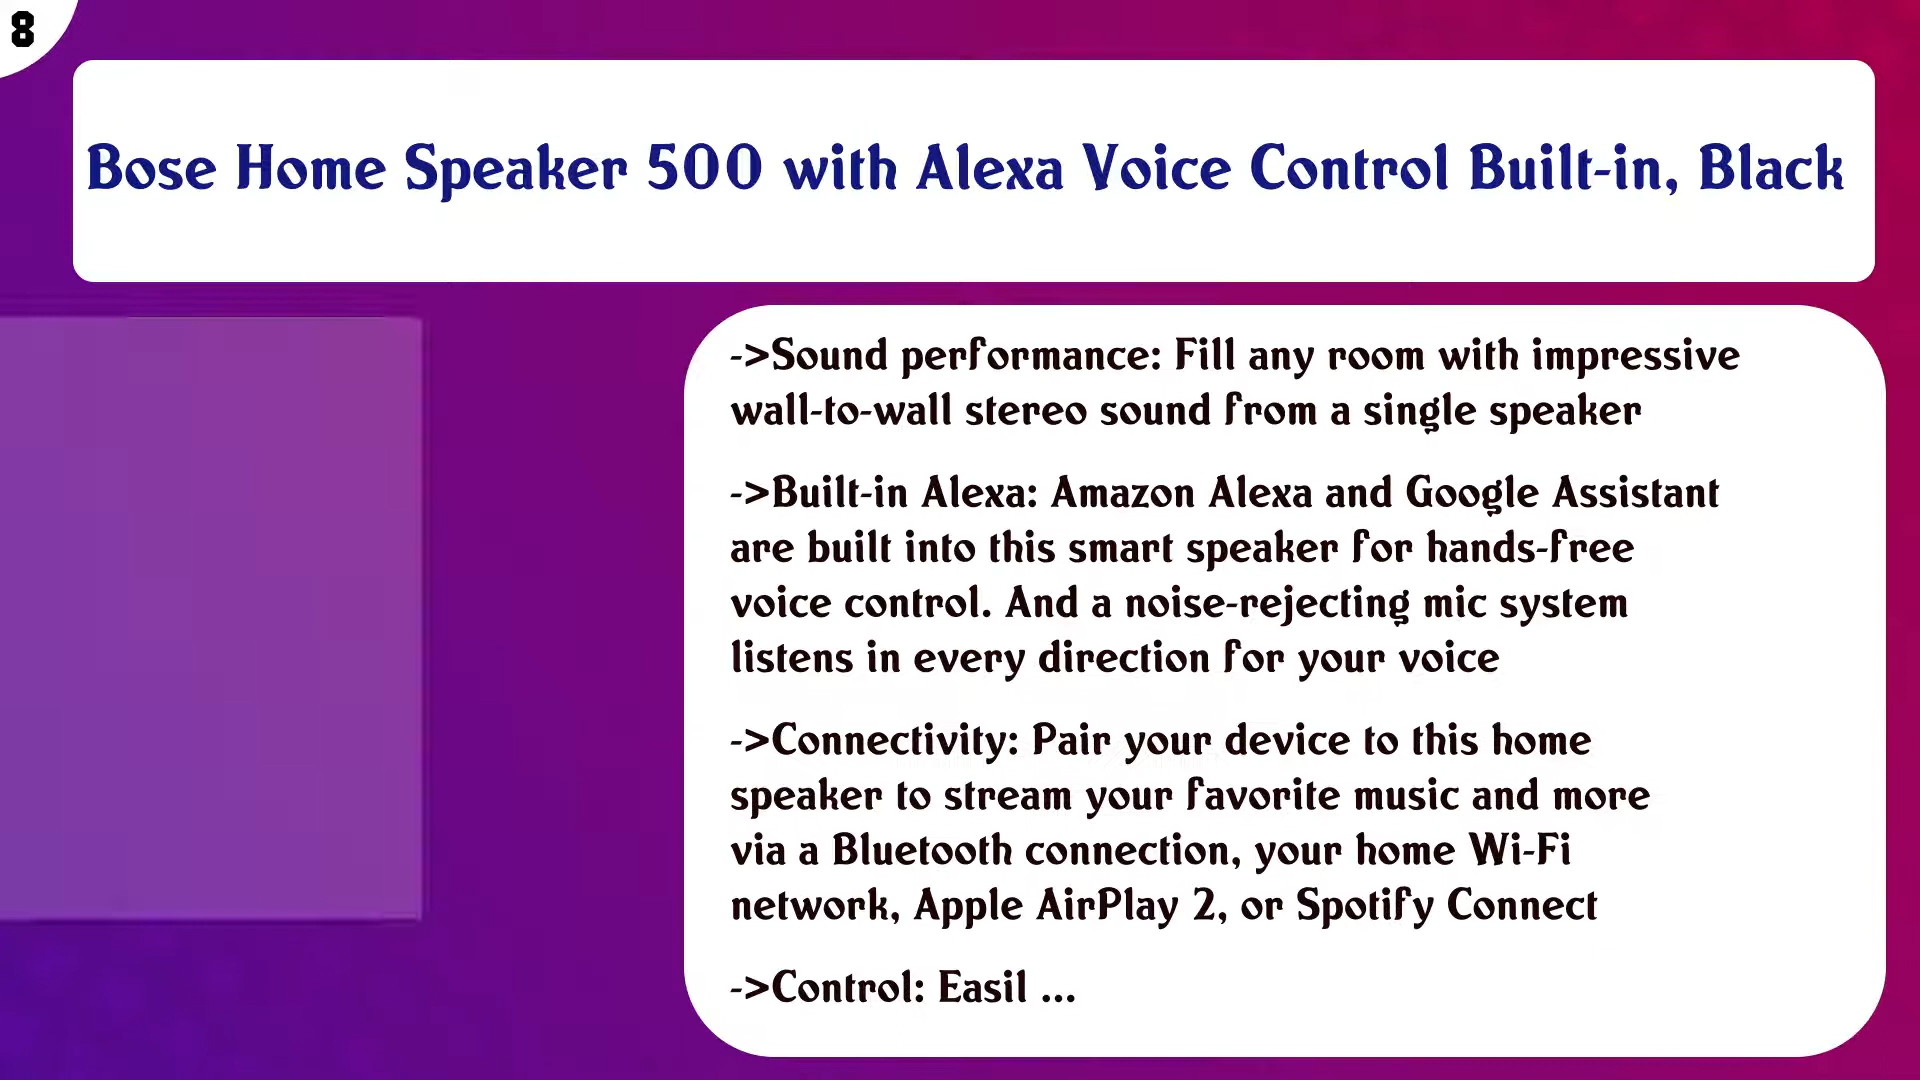 8
Bose Home Speaker 500 with Alexa Voice Control Built-in, Black
->Sound performance: Fill any room with impressive
wall-to-wall stereo sound from a single speaker
->Built-in Alexa: Amazon Alexa and Google Assistant
are built into this smart speaker for hands-free
voice control. And a noise-rejecting mic system
listens in every direction for your voice
->Connectivity: Pair your device to this home
speaker to stream your favorite music and more
via a Bluetooth connection, your home Wi-Fi
network, Apple AirPlay 2, or Spotify Connect
->Control: Easil ...